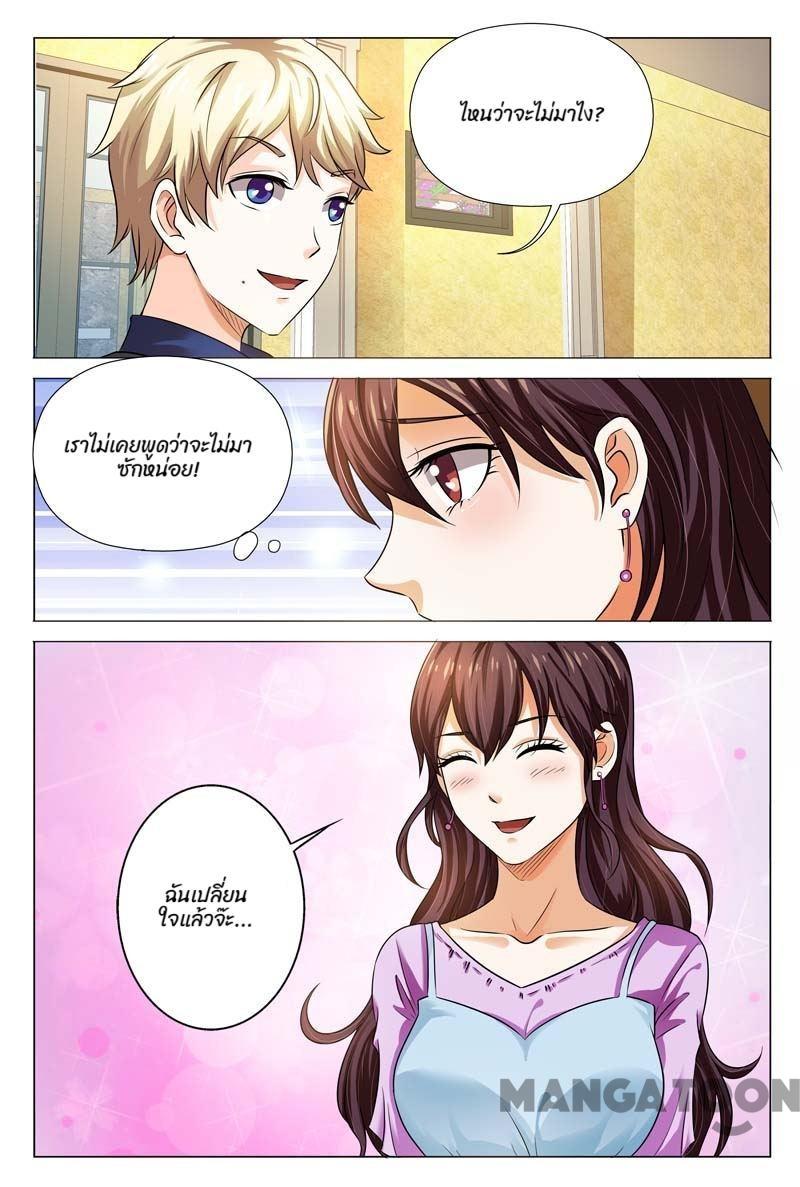 ไหนว่าจะไม่มาไง?
เราไม่เคยพูดว่าจะไม่มา
ซักหน่อย!
ฉันเปลี่ยน
ใจแล้วจ๊ะ...
MANGATOON